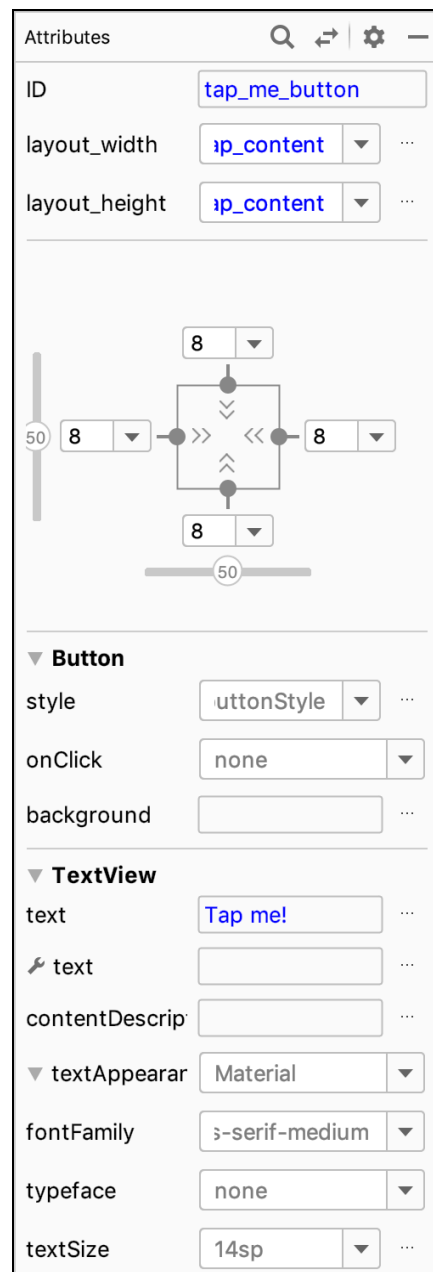 Attributes
ID tap_me_button
layout_width ap_content ...
layout_height ap_content ...
8
50 8 8
8
50
Button
style uttonStyle ...
onClick none
background ...
TextView
text Tap me! ...
text ...
contentDescrip ...
textAppearar Material
fontFamily s-serif-medium
typeface none
textSize 14sp ...